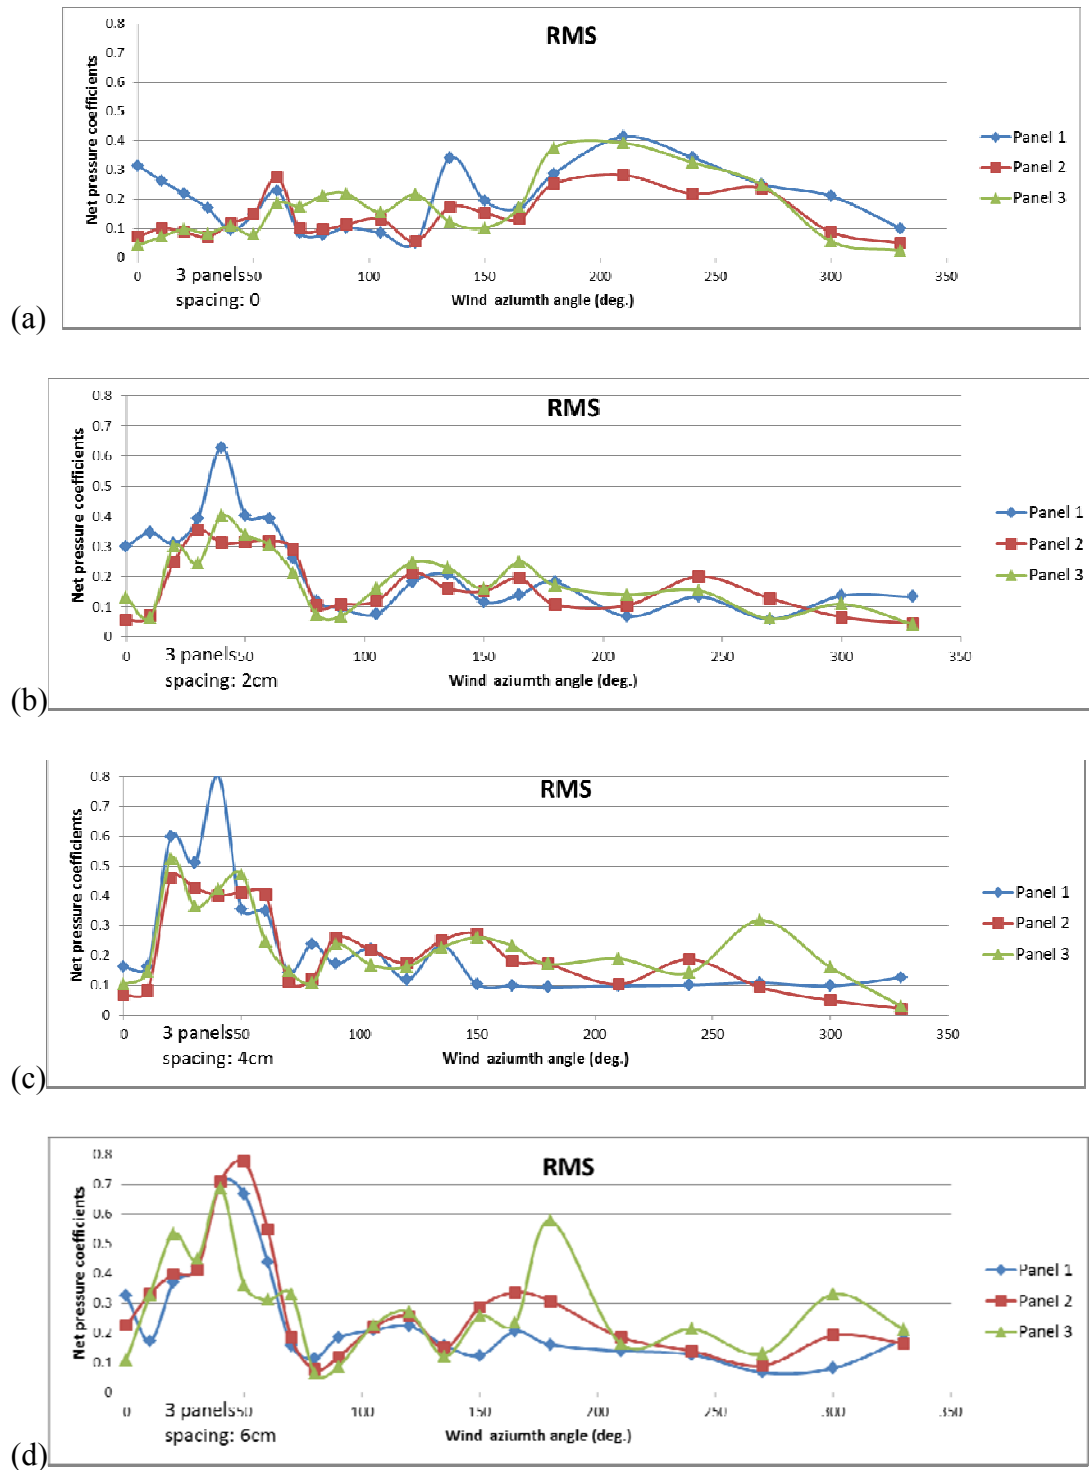 RMS
Net pressure coefficients
0.8
0.7
0.6
0.5
0.4
0.3
0.2
0.1
0
0 50 100 150 200 250 300 350
3 panels
spacing: 0
Wind aziumth angle (deg.)
Panel 1
Panel 2
Panel 3
(a)
RMS
Net pressure coefficients
0.8
0.7
0.6
0.5
0.4
0.3
0.2
0.1
0
0 50 100 150 200 250 300 350
3 panels
spacing: 2cm
Wind aziumth angle (deg.)
Panel 1
Panel 2
Panel 3
(b)
RMS
Net pressure coefficients
0.8
0.7
0.6
0.5
0.4
0.3
0.2
0.1
0
0 50 100 150 200 250 300 350
3 panels
spacing: 4cm
Wind aziumth angle (deg.)
Panel 1
Panel 2
Panel 3
(c)
RMS
Net pressure coefficients
0.8
0.7
0.6
0.5
0.4
0.3
0.2
0.1
0
0 50 100 150 200 250 300 350
3 panels
spacing: 6cm
Wind aziumth angle (deg.)
Panel 1
Panel 2
Panel 3
(d)